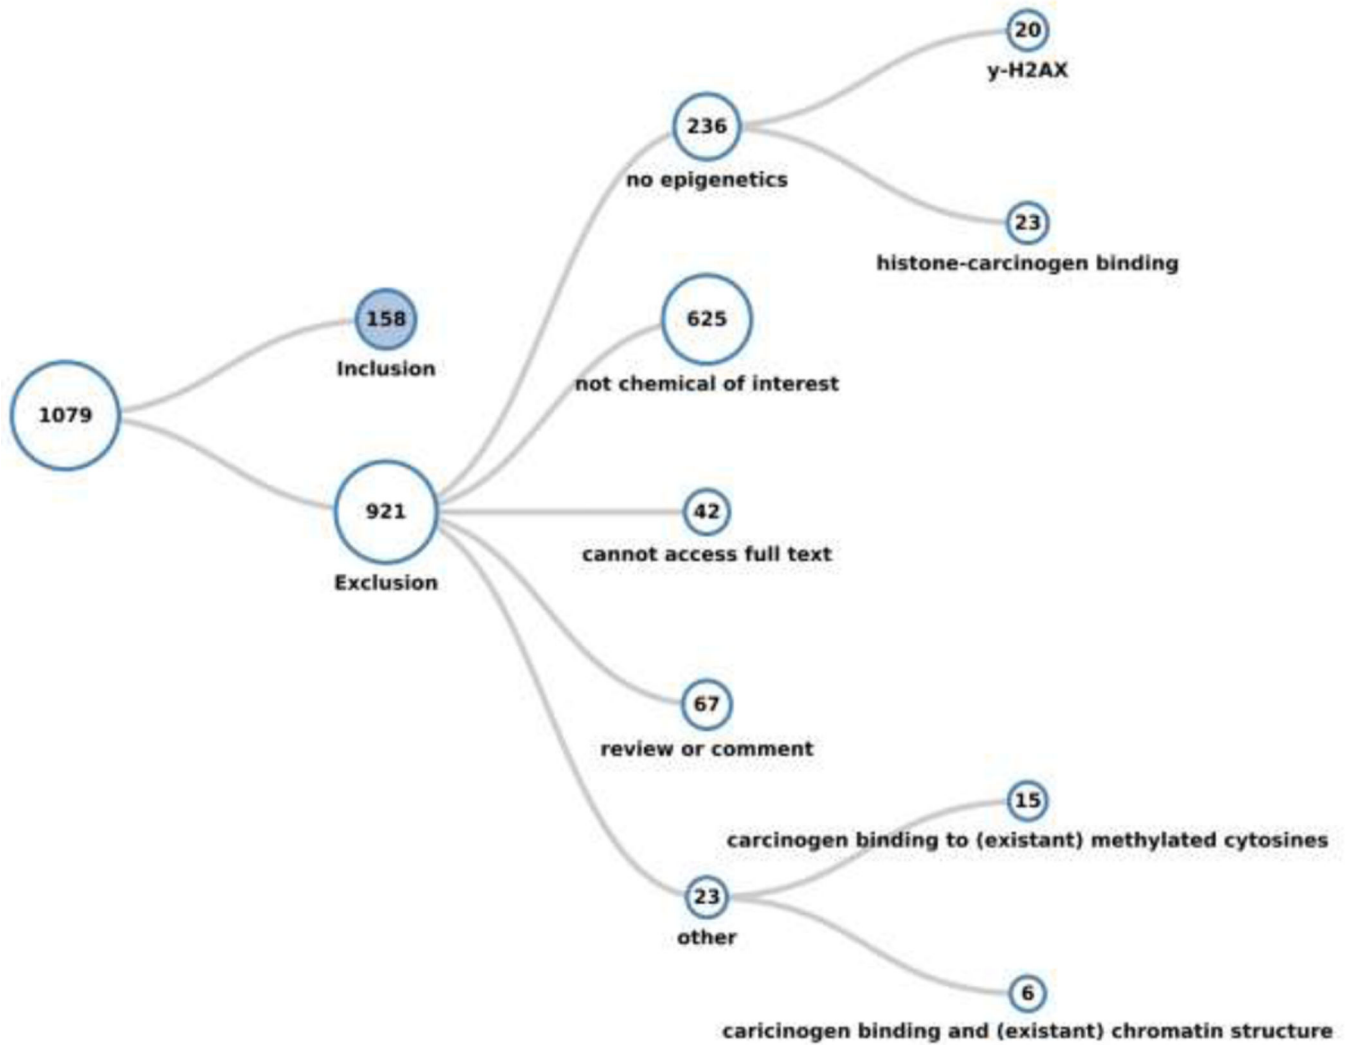 20
y-H2AX
236
no epigenetics
23
histone-carcinogen binding
158
Inclusion
625
not chemical of interest
1079
921
Exclusion
42
cannot access full text
67
review or comment
15
carcinogen binding to (existant) methylated cytosines
23
other
6
caricinogen binding and (existant) chromatin structure